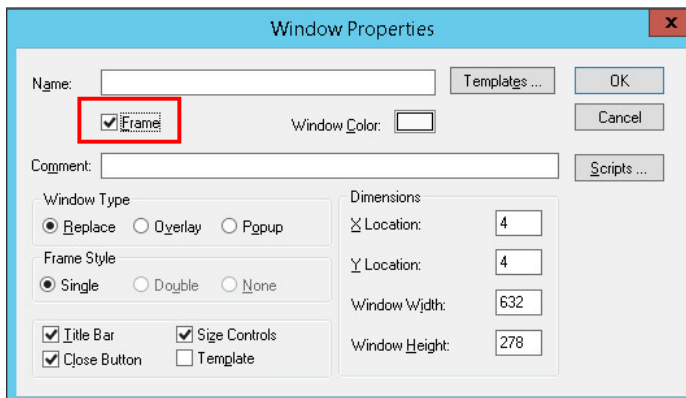 Window Properties
x
Name:
Templates ...
OK
Frame
Window Color:
Cancel
Comment:
Scripts ...
Window Type
Replace
Overlay
Popup
Frame Style
Single
Double
None
Title Bar
Size Controls
Close Button
Template
Dimensions
X Location:
4
Y Location:
4
Window Width:
632
Window Height:
278